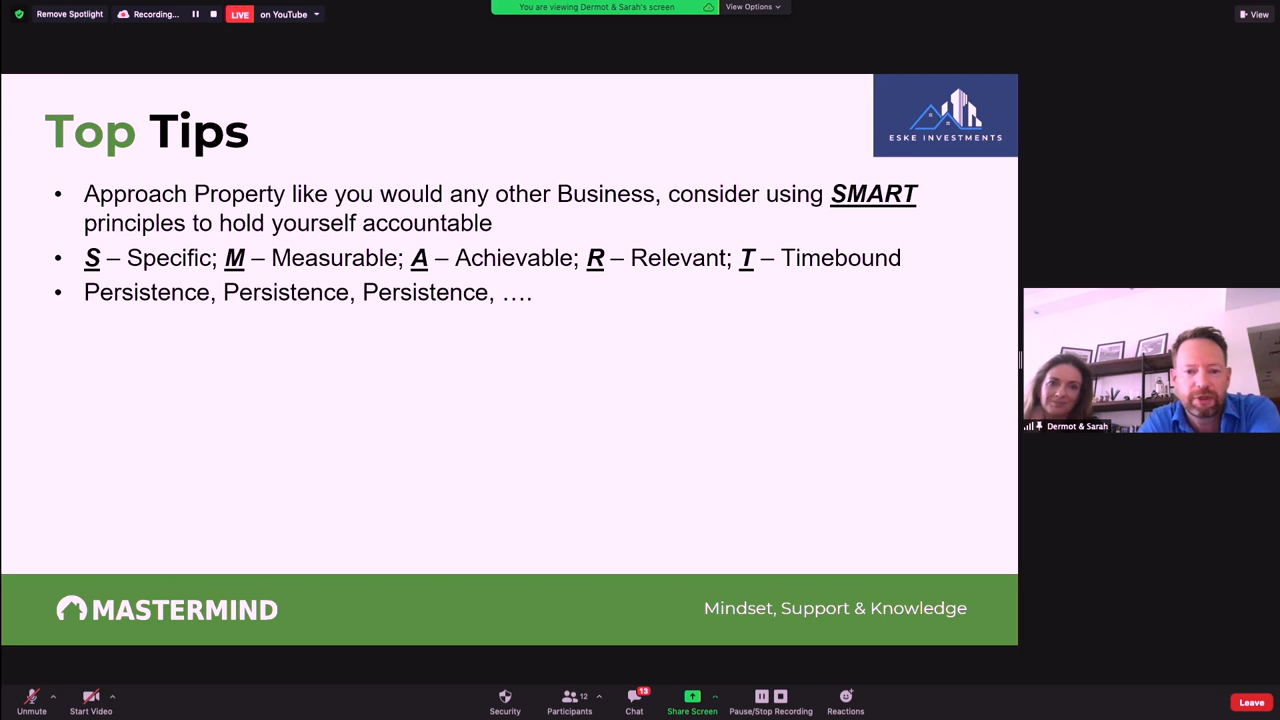 Remove Spotlight
Recording...
LIVE on YouTube
You are viewing Dermot & Sarah's screen
View Options
View
Top Tips
ESKE INVESTMENTS
• Approach Property like you would any other Business, consider using SMART
principles to hold yourself accountable
• S – Specific; M – Measurable; A – Achievable; R – Relevant; T – Timebound
• Persistence, Persistence, Persistence, ….
Dermot & Sarah
MASTERMIND
Mindset, Support & Knowledge
Unmute
Start Video
Security
12
Participants
13
Chat
Share Screen
Pause/Stop Recording
Reactions
Leave